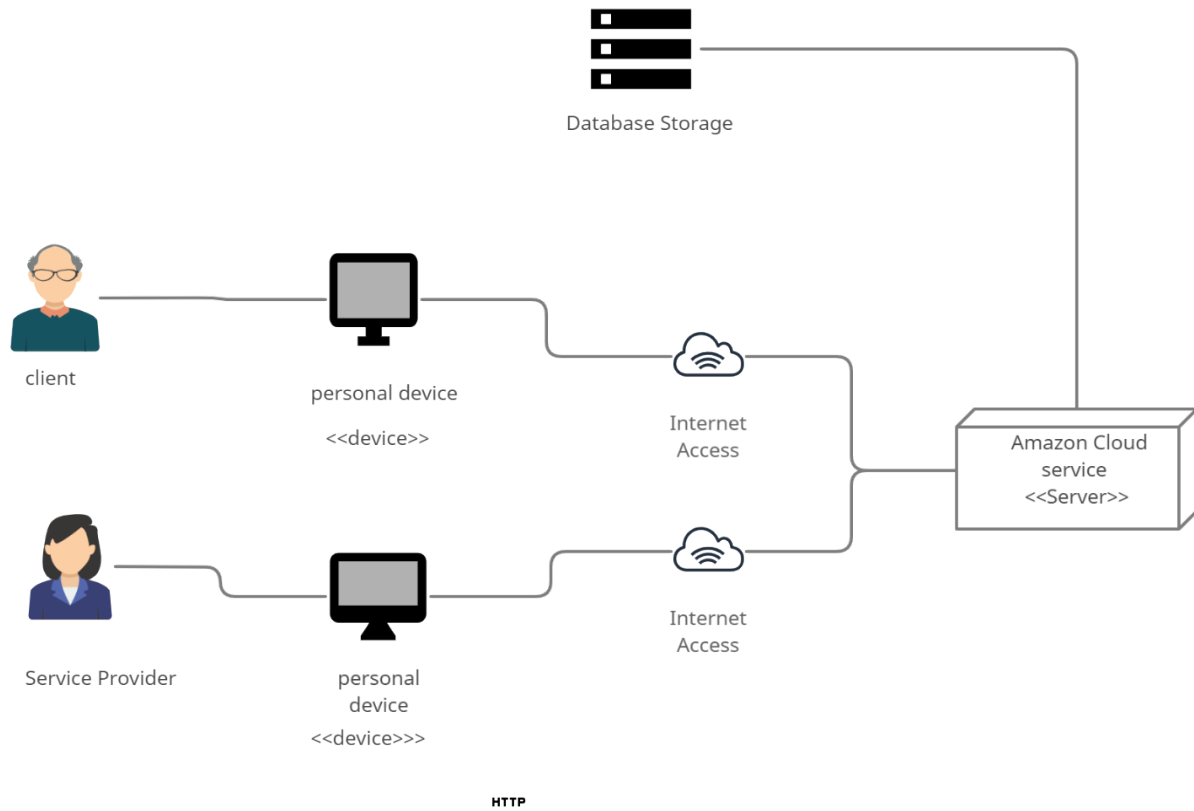 Database Storage
client
personal device
<<device>>
Internet
Access
Amazon Cloud
service
<<Server>>
Service Provider
personal
device
<<device>>>
Internet
Access
HTTP